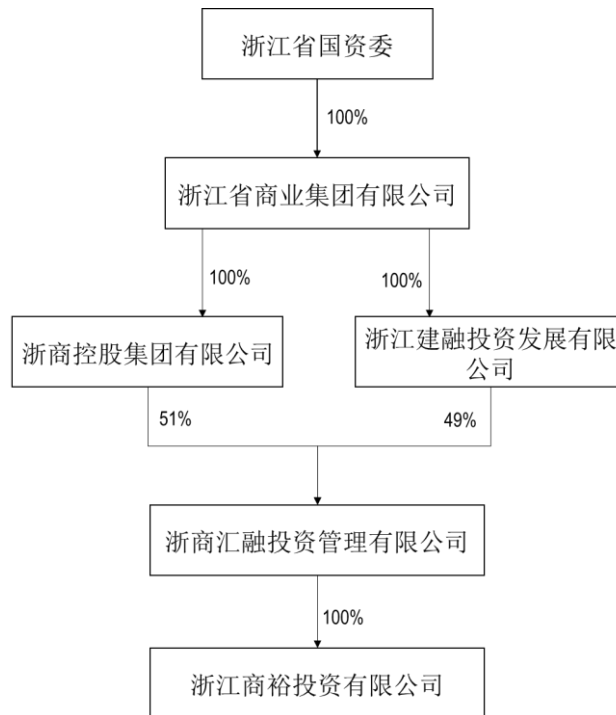 浙江省国资委
100%
浙江省商业集团有限公司
100%
100%
浙商控股集团有限公司
浙江建融投资发展有限
公司
51%
49%
浙商汇融投资管理有限公司
100%
浙江商裕投资有限公司